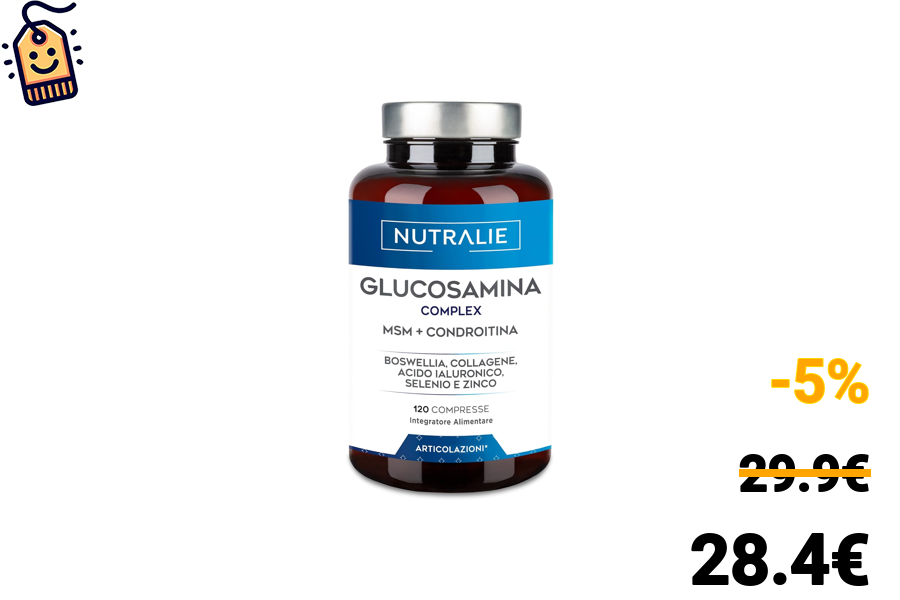 NUTRALIE
GLUCOSAMINA
COMPLEX
MSM + CONDROITINA
BOSWELLIA, COLLAGENE,
ACIDO IALURONICO,
SELENIO E ZINCO
120 COMPRESSE
Integratore Alimentare
ARTICOLAZIONI*
-5%
29.9€
28.4€